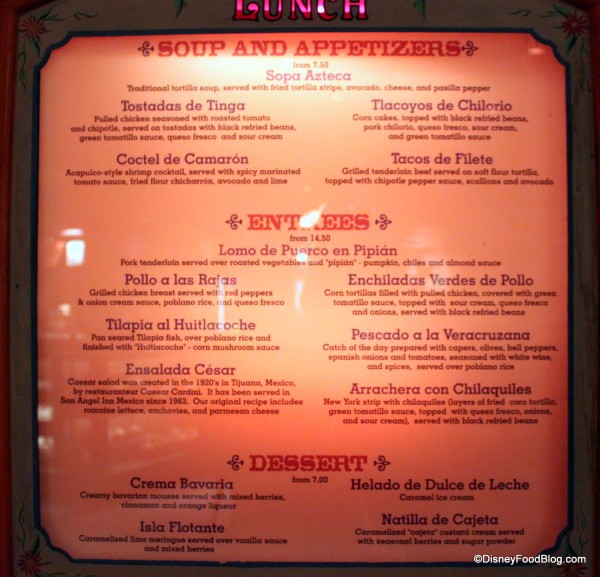 LUNCH
SOUP AND APPETIZERS
from 7.50
Sopa Azteca
Traditional tortilla soup, served with fried tortilla strips, avocado, cheese, and pasilla pepper
Tostadas de Tinga
Pulled chicken seasoned with roasted tomato
and chipotle, served on tostadas with black refried beans,
green tomatillo sauce, queso fresco and sour cream
Tlacoyos de Chilorio
Corn cakes, topped with black refried beans,
pork chilorio, queso fresco, sour cream,
and green tomatillo sauce
Coctel de Camarón
Acapulco-style shrimp cocktail, served with spicy marinated
tomato sauce, fried flour chicharrón, avocado and lime
Tacos de Filete
Grilled tenderloin beef served on soft flour tortilla,
topped with chipotle pepper sauce, scallions and avocado
ENTREES
from 14.50
Lomo de Puerco en Pipián
Pork tenderloin served over roasted vegetables and "pipián" - pumpkin, chiles and almond sauce
Pollo a las Rajas
Grilled chicken breast served with red peppers
& onion cream sauce, poblano rice, and queso fresco
Enchiladas Verdes de Pollo
Corn tortillas filled with pulled chicken, covered with green
tomatillo sauce, topped with sour cream, queso fresco
and onions, served with black refried beans
Tilapia al Huitlacoche
Pan seared Tilapia fish, over poblano rice and
finished with "Huitlacoche" - corn mushroom sauce
Pescado a la Veracruzana
Catch of the day prepared with capers, olives, bell peppers,
spanish onions and tomatoes, seasoned with white wine,
and spices, served over poblano rice
Ensalada César
Caesar salad was created in the 1920's in Tijuana, Mexico,
by restauranteur Caesar Cardini. It has been served in
San Angel Inn Mexico since 1963. Our original recipe includes
romaine lettuce, anchovies, and parmesan cheese
Arrachera con Chilaquiles
New York strip with chilaquiles (layers of fried corn tortilla,
green tomatillo sauce, topped with queso fresco, onions,
and sour cream), served with black refried beans
DESSERT
from 7.00
Crema Bavaria
Creamy bavarian mousse served with mixed berries,
cinnamon and orange liqueur
Helado de Dulce de Leche
Caramel ice cream
Isla Flotante
Caramelized lime meringue served over vanilla sauce
and mixed berries
Natilla de Cajeta
Caramelized "cajeta" custard cream served
with seasonal berries and sugar powder
©DisneyFoodBlog.com